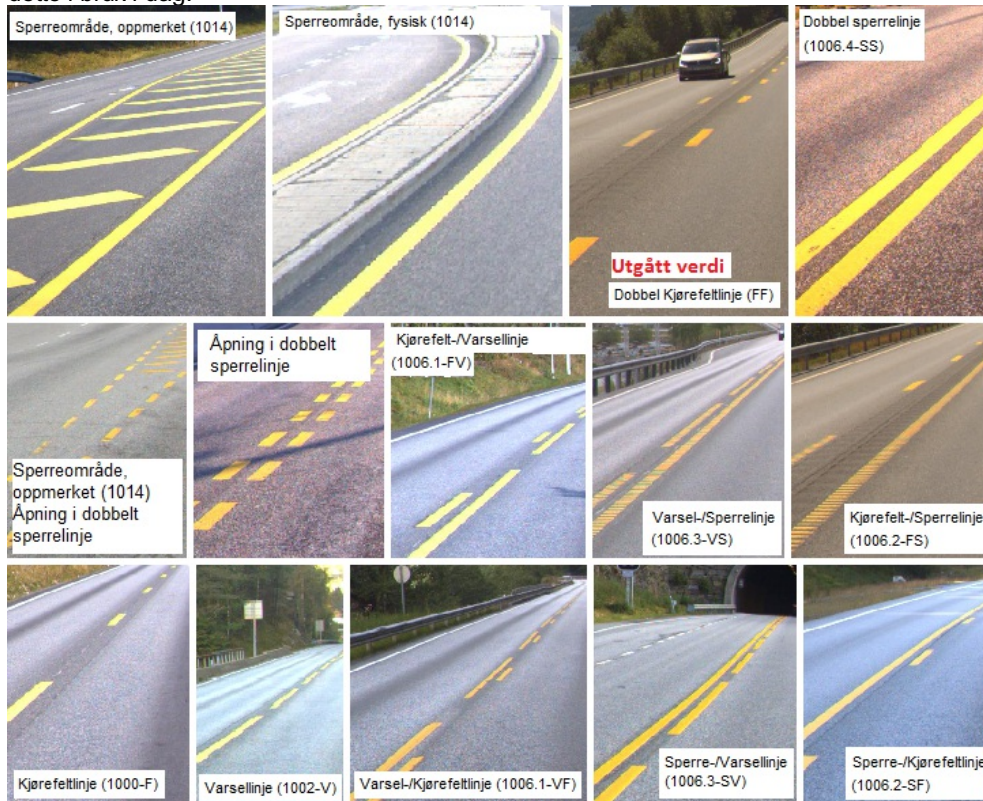 dette i bruk i dag.
Sperreområde, oppmerket (1014)
Sperreområde, fysisk (1014)
Utgått verdi
Dobbel Kjørefeltlinje (FF)
Dobbel sperrelinje
(1006.4-SS)
Sperreområde,
oppmerket (1014)
Åpning i dobbelt
sperrelinje
Åpning i dobbelt
sperrelinje
Kjørefelt-/Varsellinje
(1006.1-FV)
Varsel-/Sperrelinje
(1006.3-VS)
Kjørefelt-/Sperrelinje
(1006.2-FS)
Kjørefeltlinje (1000-F)
Varsellinje (1002-V)
Varsel-/Kjørefeltlinje (1006.1-VF)
Sperre-/Varsellinje
(1006.3-SV)
Sperre-/Kjørefeltlinje
(1006.2-SF)